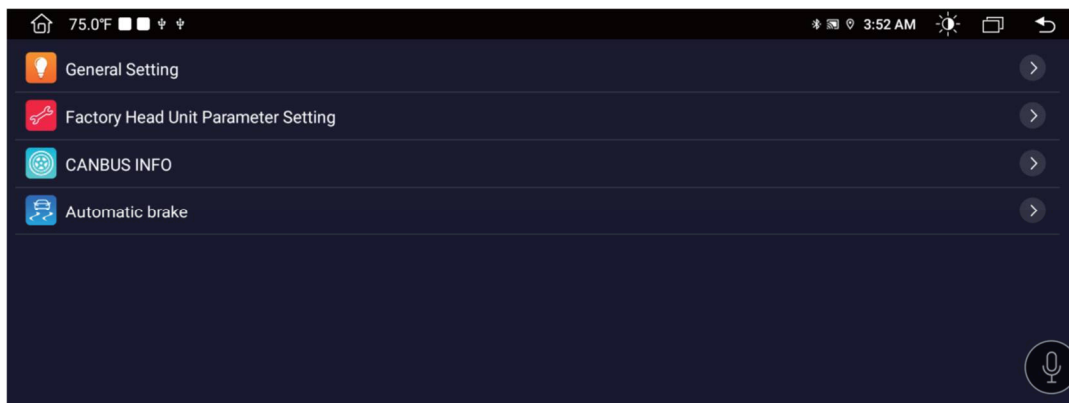 75.0°F
3:52 AM
General Setting
Factory Head Unit Parameter Setting
CANBUS INFO
Automatic brake